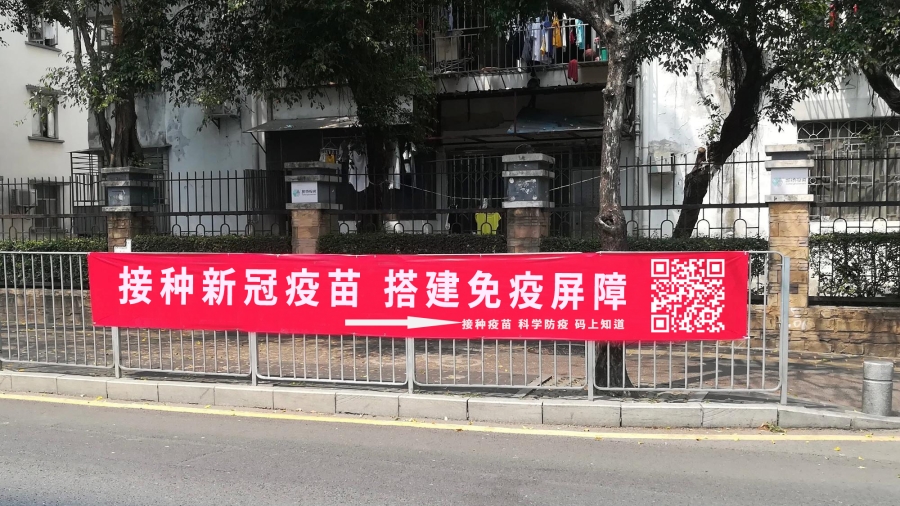 接种新冠疫苗 搭建免疫屏障
接种疫苗 科学防疫 码上知道